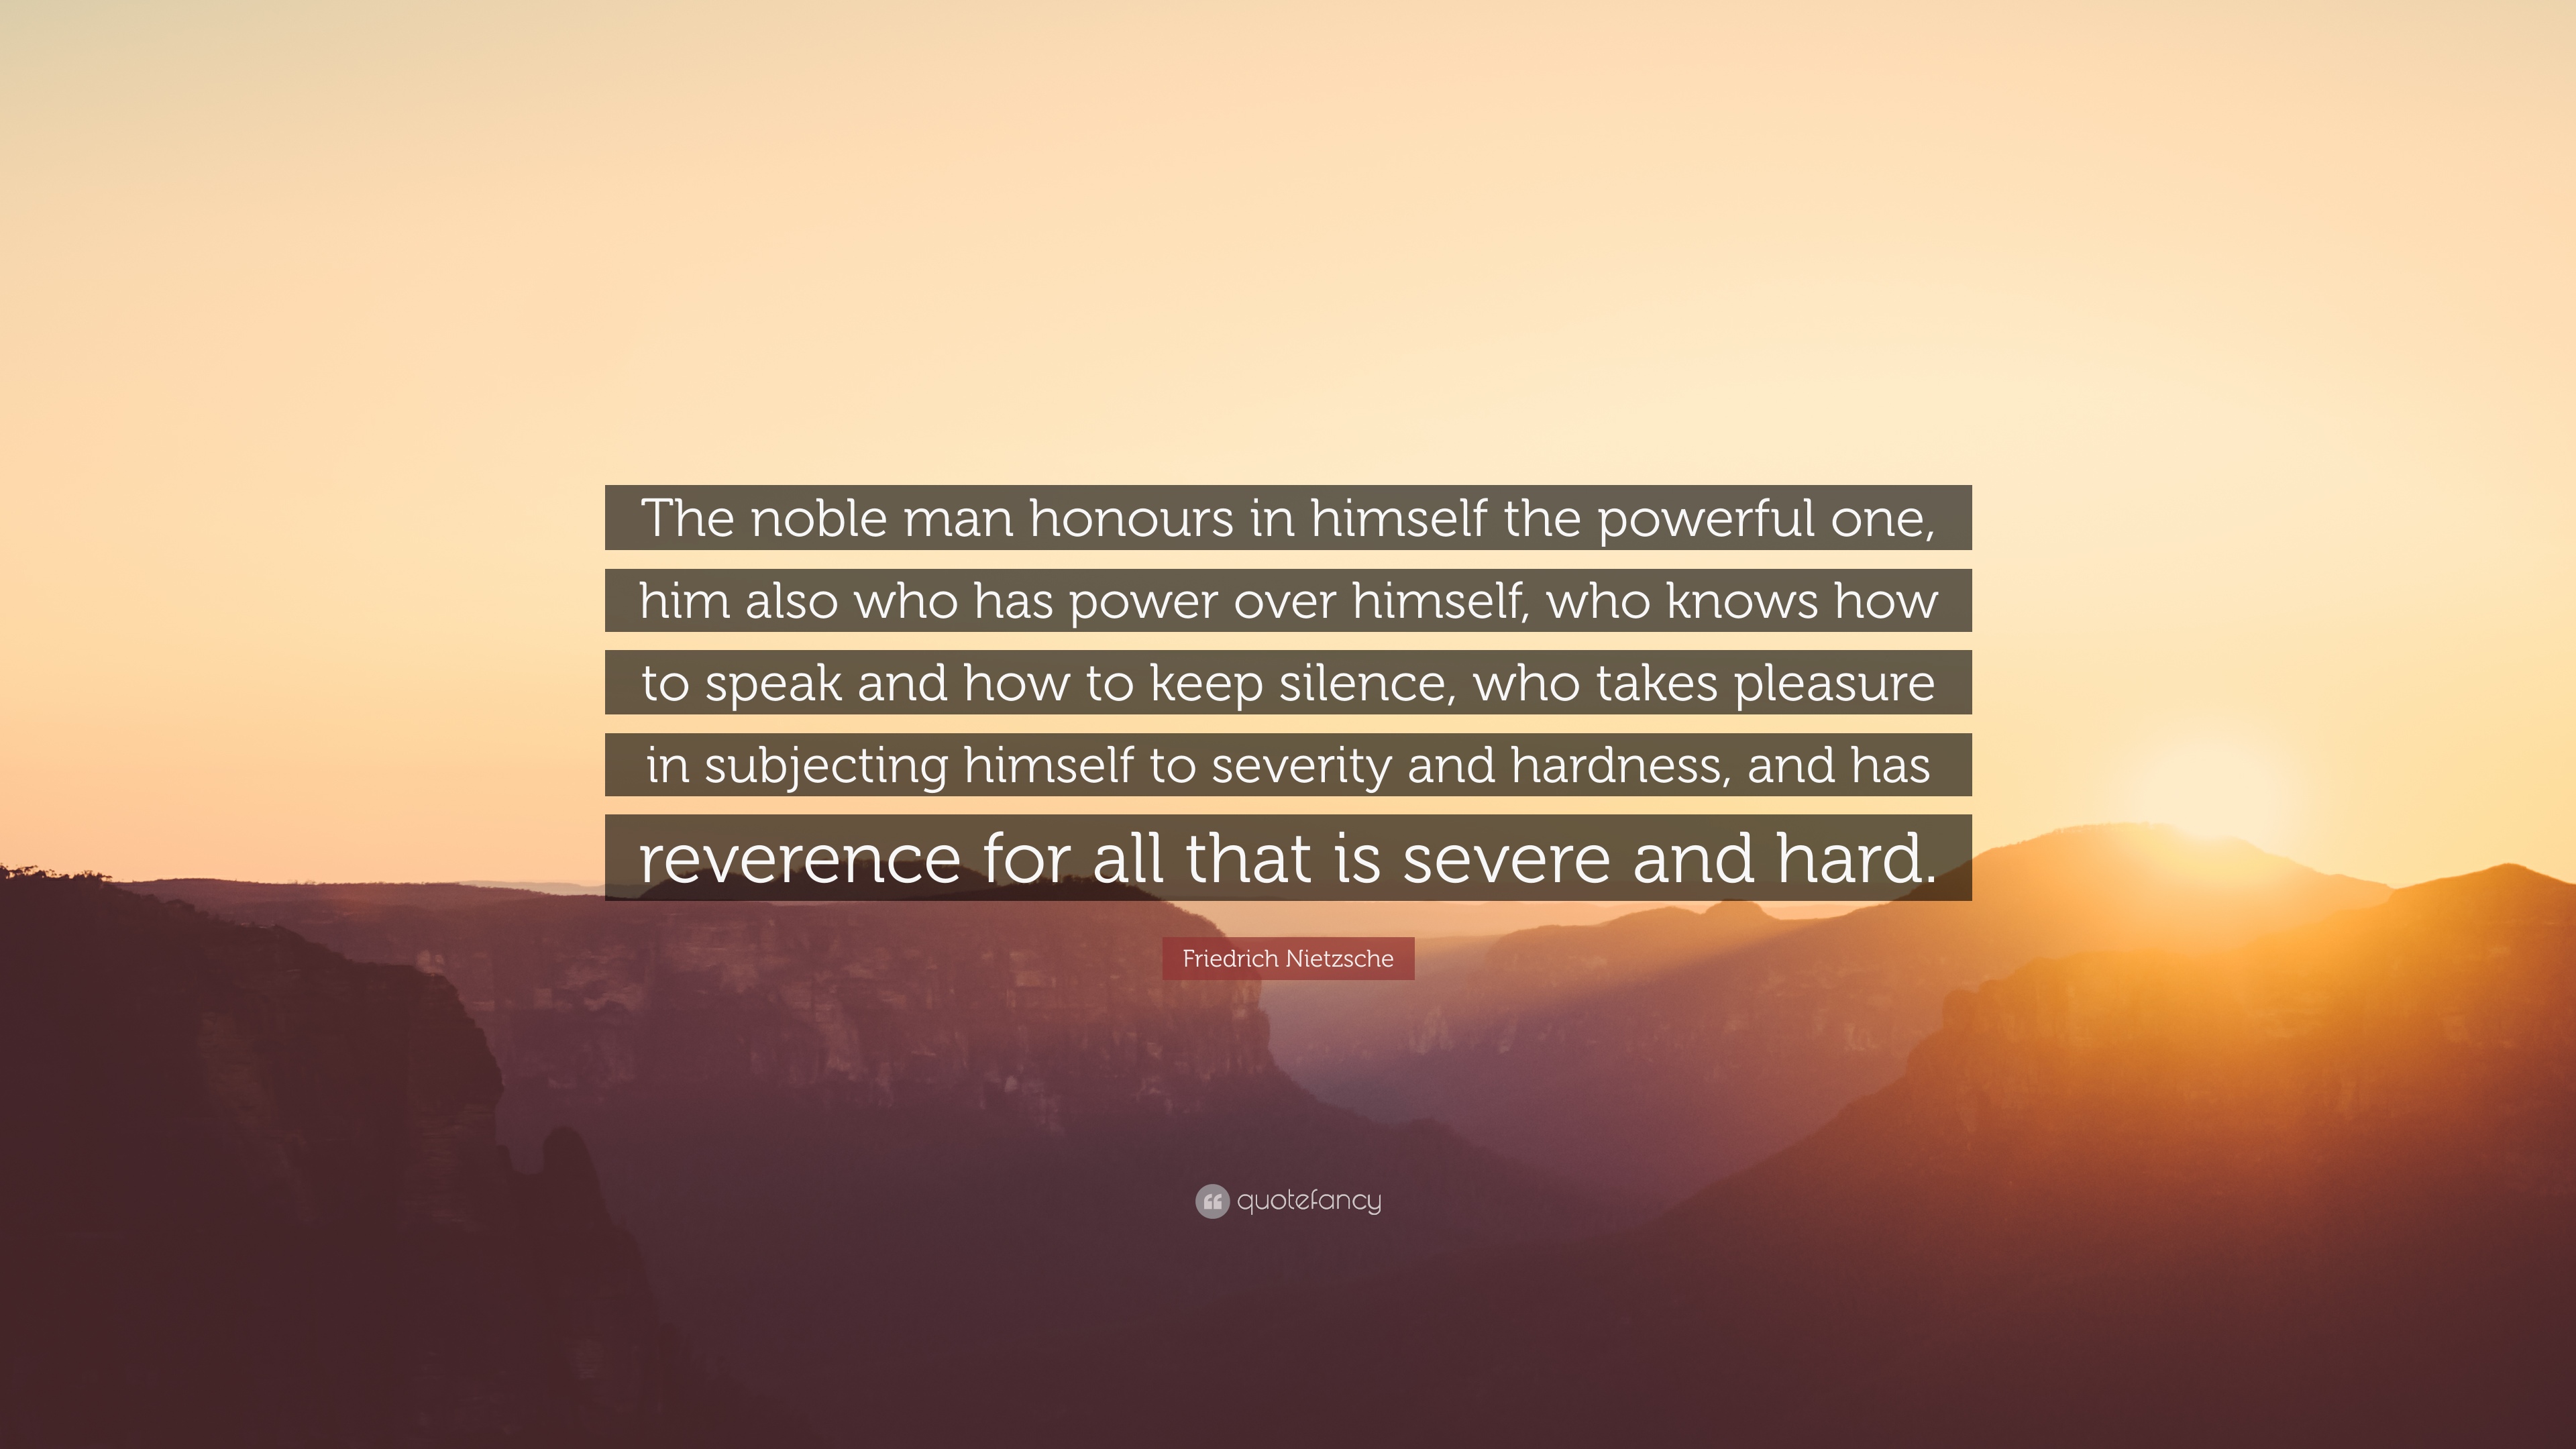 The noble man honours in himself the powerful one,
him also who has power over himself, who knows how
to speak and how to keep silence, who takes pleasure
in subjecting himself to severity and hardness, and has
reverence for all that is severe and hard.
Friedrich Nietzsche
quotefancy